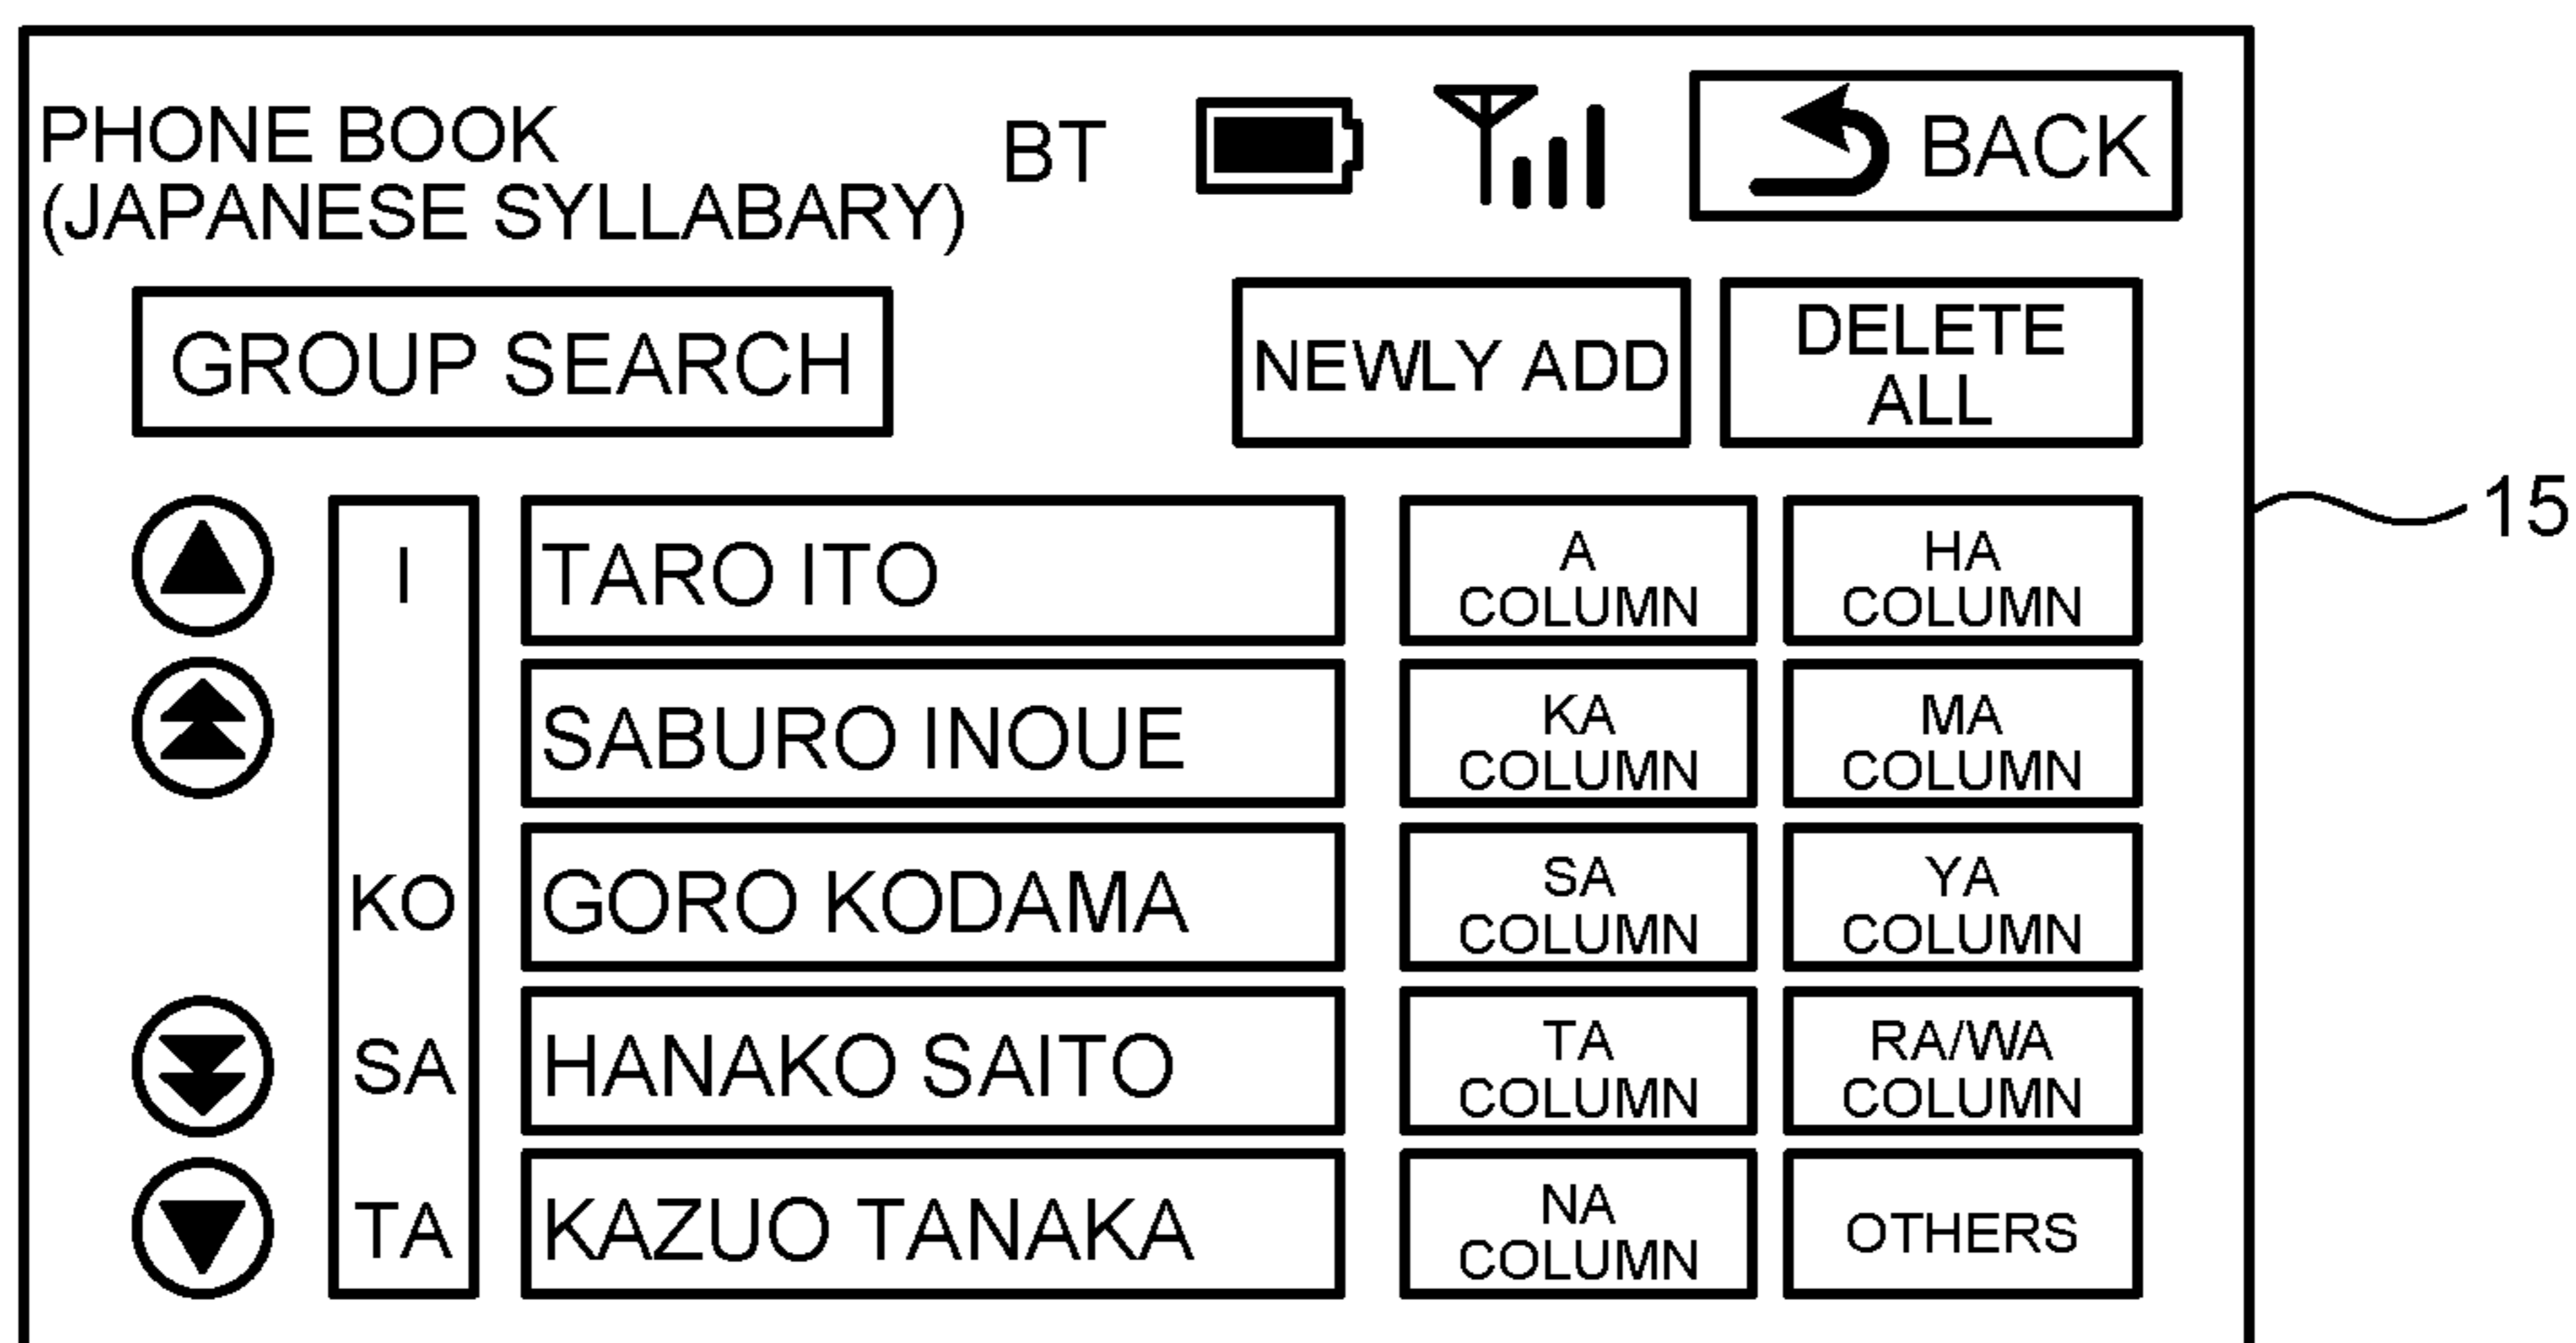 PHONE BOOK
(JAPANESE SYLLABARY)
BT
BACK
GROUP SEARCH
NEWLY ADD
DELETE
ALL
15
I
TARO ITO
A
COLUMN
HA
COLUMN
SABURO INOUE
KA
COLUMN
MA
COLUMN
KO
GORO KODAMA
SA
COLUMN
YA
COLUMN
SA
HANAKO SAITO
TA
COLUMN
RA/WA
COLUMN
TA
KAZUO TANAKA
NA
COLUMN
OTHERS